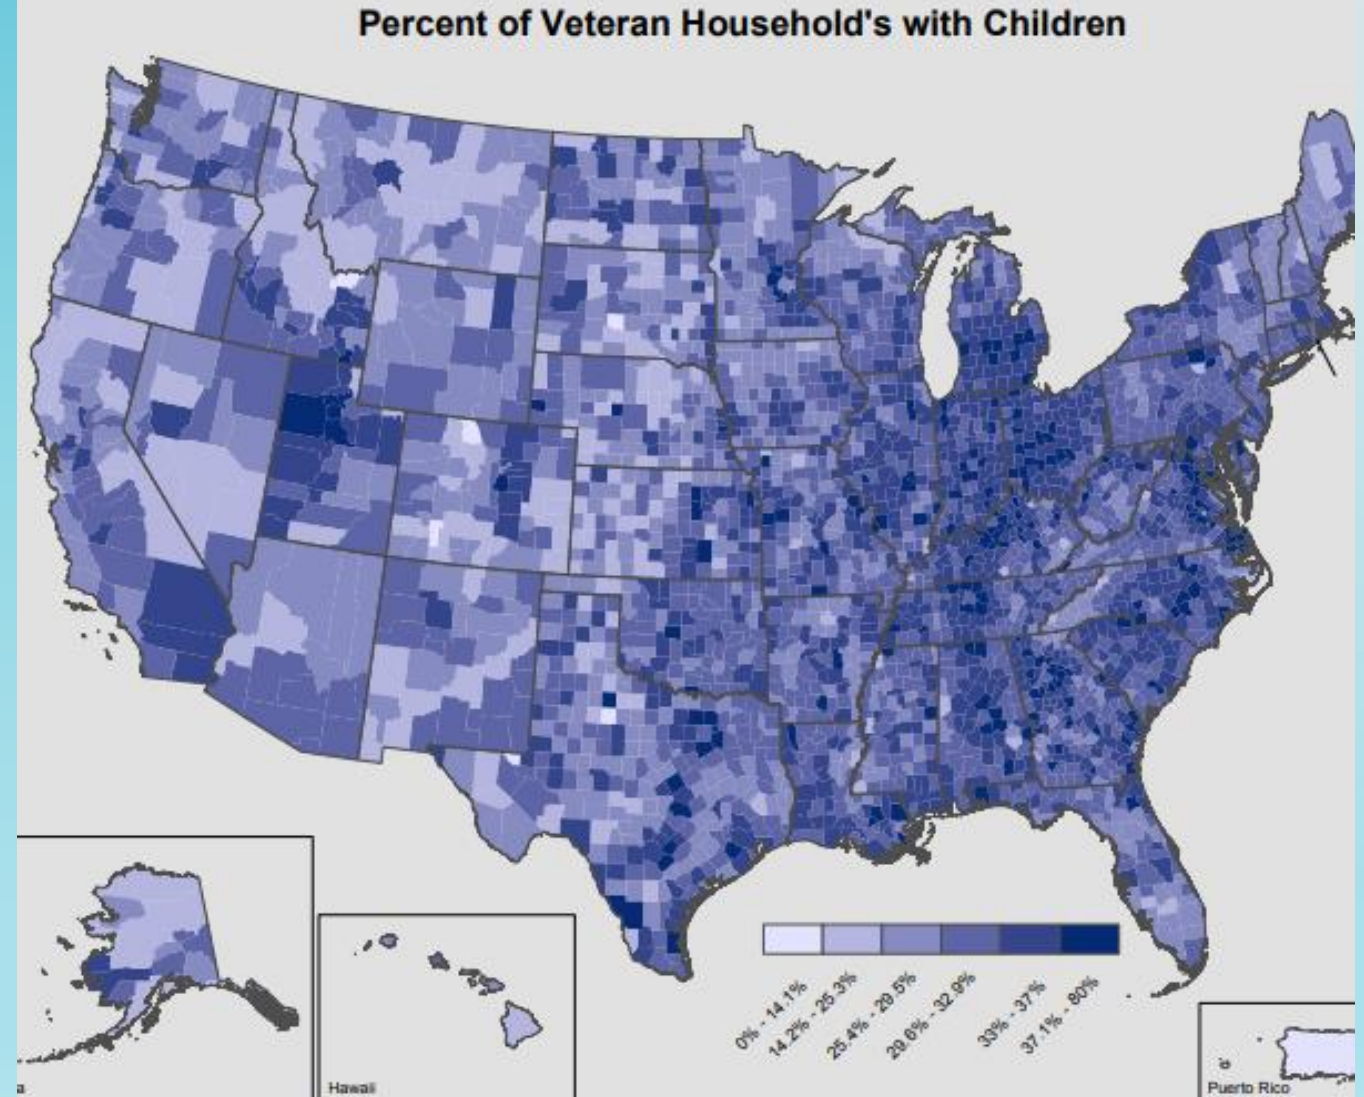 Percent of Veteran Household's with Children
0% - 14.1%
14.2% - 25.3%
25.4% - 29.5%
29.6% - 32.9%
33% - 37%
37.1% - 80%
a
Hawaii
Puerto Rico